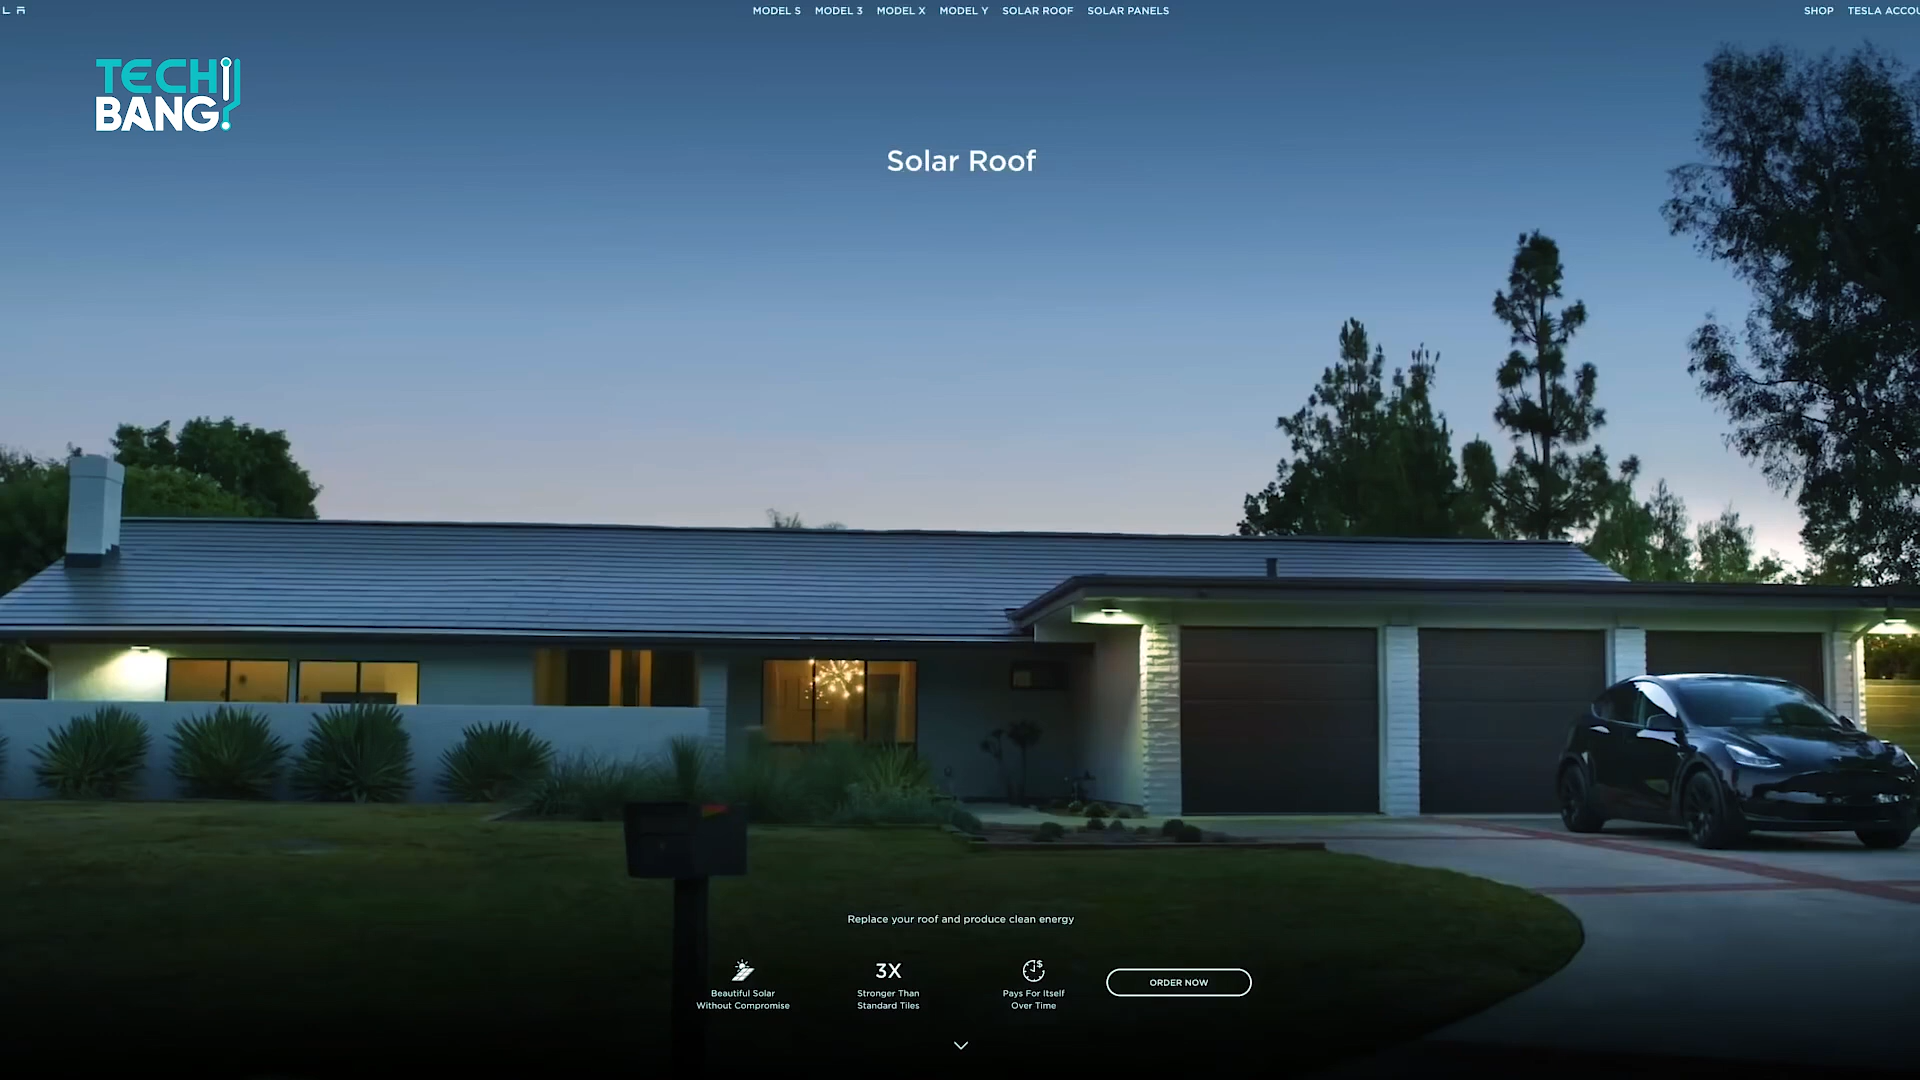 MODEL S MODEL 3 MODEL X MODEL Y SOLAR ROOF SOLAR PANELS
SHOP TESLA
TECH
BANG!
Solar Roof
Replace your roof and produce clean energy
Beautiful Solar
Without Compromise
3X
Stronger Than
Standard Tiles
$
Pays For Itself
Over Time
ORDER NOW